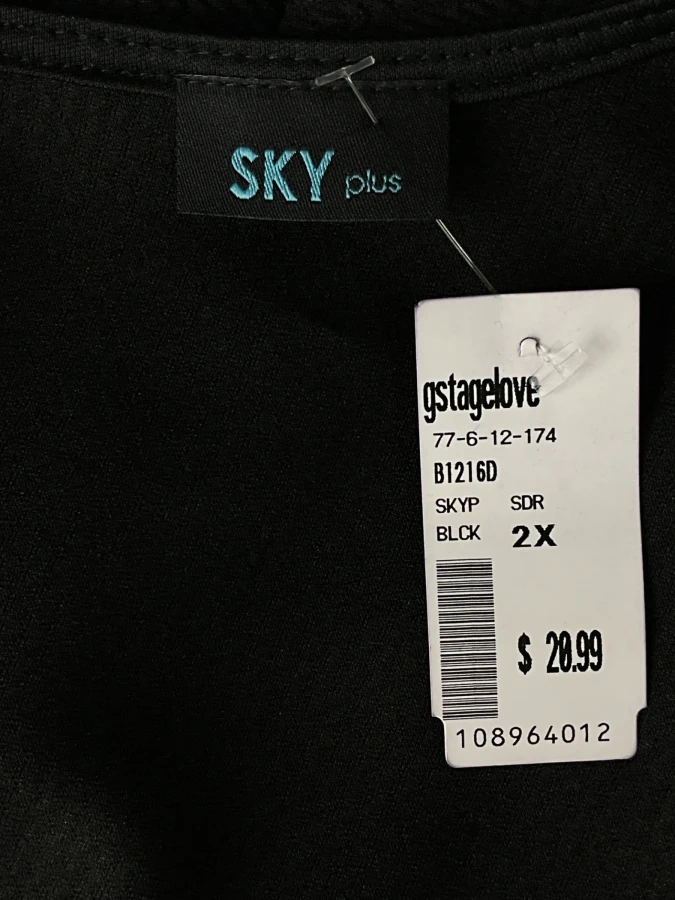 SKY plus
gstagelove
77-6-12-174
B1216D
SKYP SDR
BLCK 2X
$ 20.99
108964012